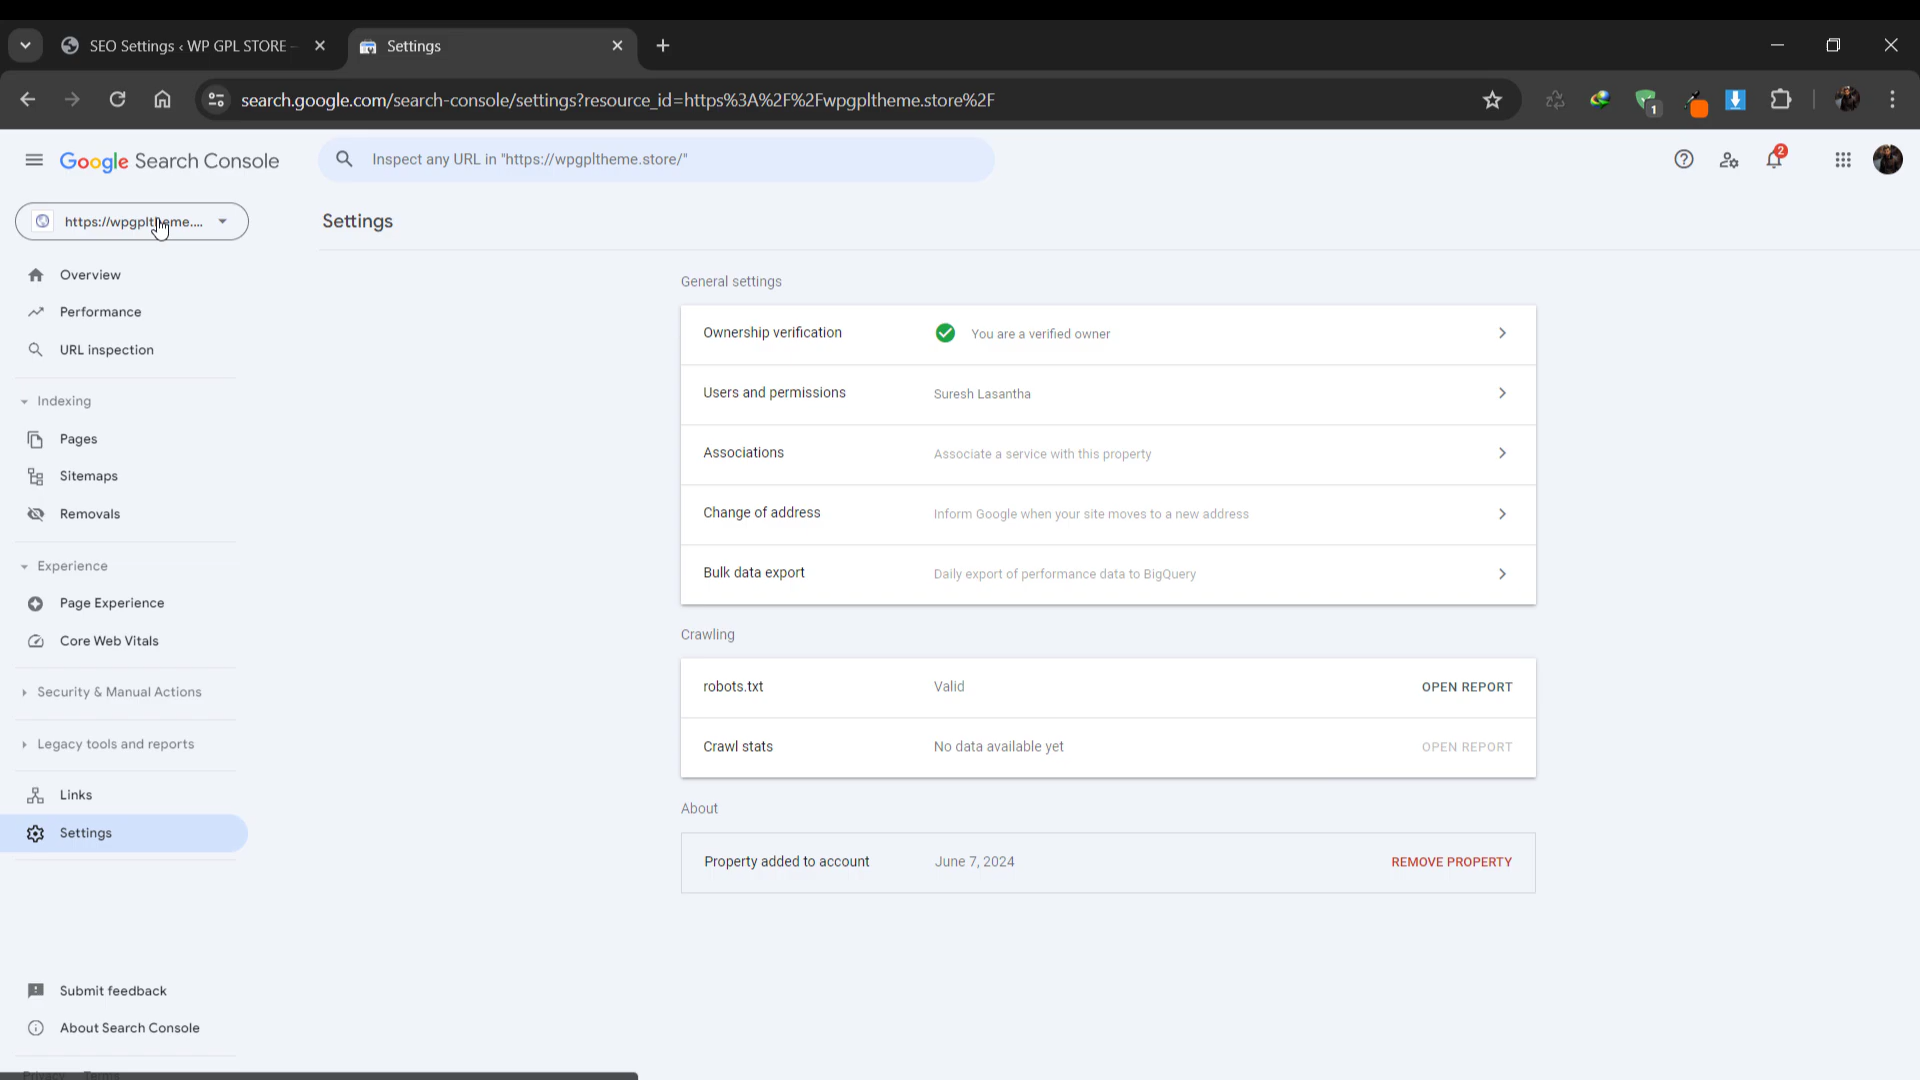 SEO Settings ‹ WP GPL STORE –
Settings
search.google.com/search-console/settings?resource_id=https%3A%2F%2Fwpgpltheme.store%2F
1
Google Search Console
Inspect any URL in "https://wpgpltheme.store/"
2
https://wpgpltheme....
Settings
Overview
Performance
URL inspection
Indexing
Pages
Sitemaps
Removals
Experience
Page Experience
Core Web Vitals
Security & Manual Actions
Legacy tools and reports
Links
Settings
Submit feedback
About Search Console
Privacy Terms
General settings
Ownership verification You are a verified owner
Users and permissions Suresh Lasantha
Associations Associate a service with this property
Change of address Inform Google when your site moves to a new address
Bulk data export Daily export of performance data to BigQuery
Crawling
robots.txt Valid OPEN REPORT
Crawl stats No data available yet OPEN REPORT
About
Property added to account June 7, 2024 REMOVE PROPERTY